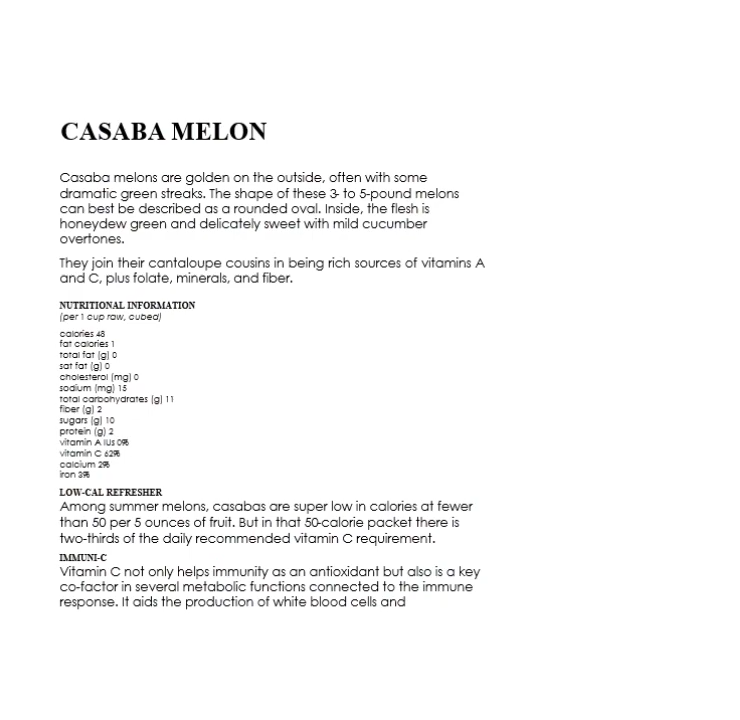 CASABA MELON
Casaba melons are golden on the outside, often with some
dramatic green streaks. The shape of these 3- to 5-pound melons
can best be described as a rounded oval. Inside, the flesh is
honeydew green and delicately sweet with mild cucumber
overtones.
They join their cantaloupe cousins in being rich sources of vitamins A
and C, plus folate, minerals, and fiber.
NUTRITIONAL INFORMATION
(per 1 cup raw, cubed)
calories 48
fat calories 1
total fat (g) 0
sat fat (g) 0
cholesterol (mg) 0
sodium (mg) 15
total carbohydrates (g) 11
fiber (g) 2
sugars (g) 10
protein (g) 2
vitamin A IUs 0%
vitamin C 62%
calcium 2%
iron 3%
LOW-CAL REFRESHER
Among summer melons, casabas are super low in calories at fewer
than 50 per 5 ounces of fruit. But in that 50-calorie packet there is
two-thirds of the daily recommended vitamin C requirement.
IMMUNI-C
Vitamin C not only helps immunity as an antioxidant but also is a key
co-factor in several metabolic functions connected to the immune
response. It aids the production of white blood cells and